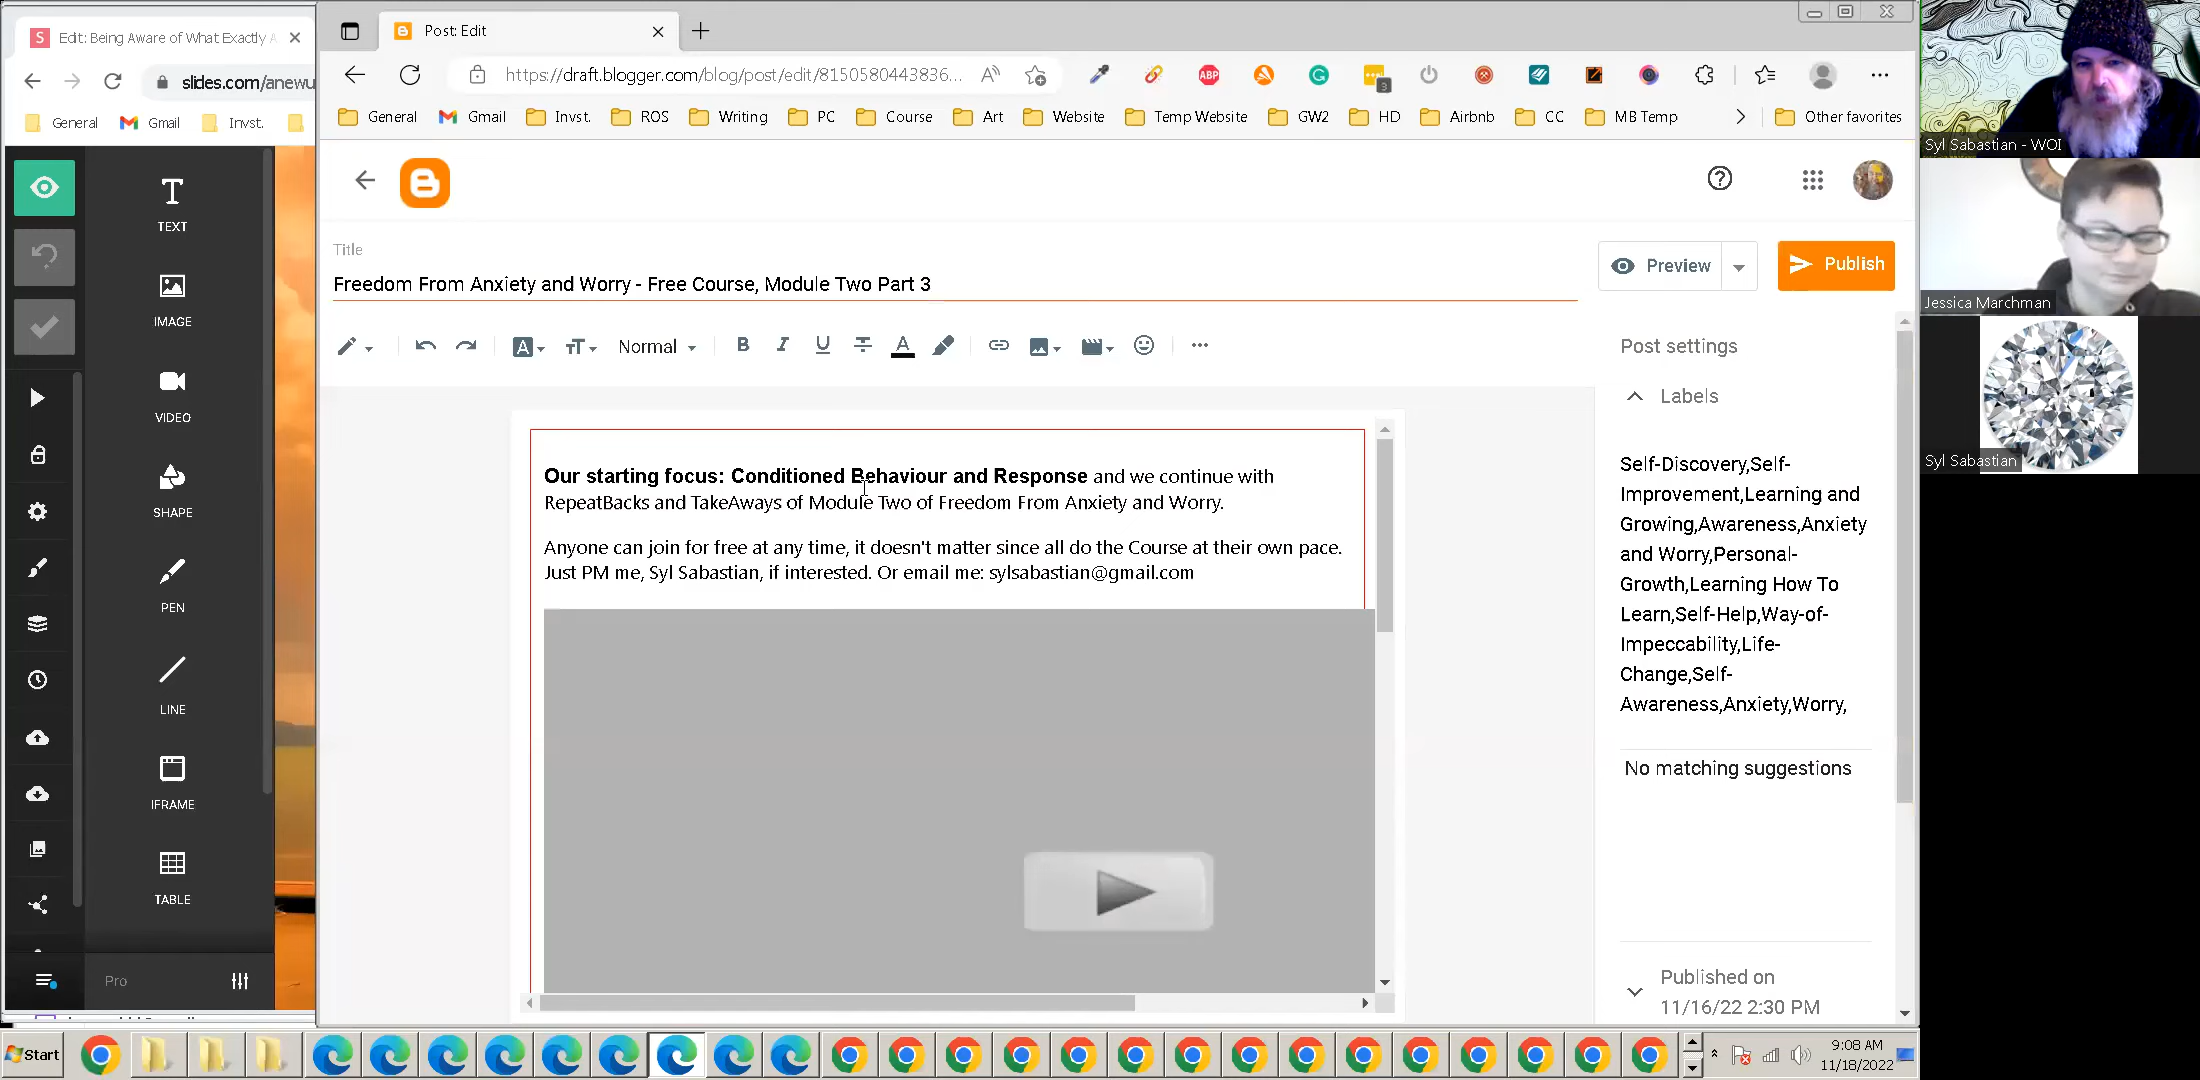 Edit: Being Aware of What Exactly A
slides.com/anewu
General
Gmail
Invst.
TEXT
IMAGE
VIDEO
SHAPE
PEN
LINE
IFRAME
TABLE
Pro
Post: Edit
https://draft.blogger.com/blog/post/edit/8150580443836...
ABP
3
General
Gmail
Invst.
ROS
Writing
PC
Course
Art
Website
Temp Website
GW2
HD
Airbnb
CC
MB Temp
Other favorites
Title
Freedom From Anxiety and Worry - Free Course, Module Two Part 3
Preview
Publish
Normal
Our starting focus: Conditioned Behaviour and Response and we continue with
RepeatBacks and TakeAways of Module Two of Freedom From Anxiety and Worry.
Anyone can join for free at any time, it doesn't matter since all do the Course at their own pace.
Just PM me, Syl Sabastian, if interested. Or email me: sylsabastian@gmail.com
Post settings
Labels
Self-Discovery,Self-
Improvement,Learning and
Growing,Awareness,Anxiety
and Worry,Personal-
Growth,Learning How To
Learn,Self-Help,Way-of-
Impeccability,Life-
Change,Self-
Awareness,Anxiety,Worry,
No matching suggestions
Published on
11/16/22 2:30 PM
Syl Sabastian - WOI
Jessica Marchman
Syl Sabastian
Start
9:08 AM
11/18/2022